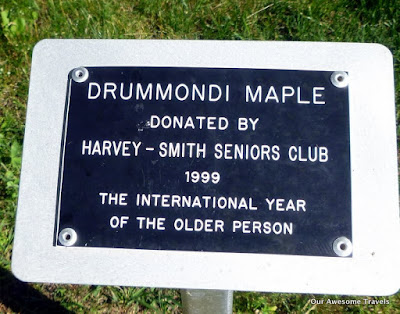 DRUMMONDI MAPLE
DONATED BY
HARVEY - SMITH SENIORS CLUB
1999
THE INTERNATIONAL YEAR
OF THE OLDER PERSON
Our Awesome Travels